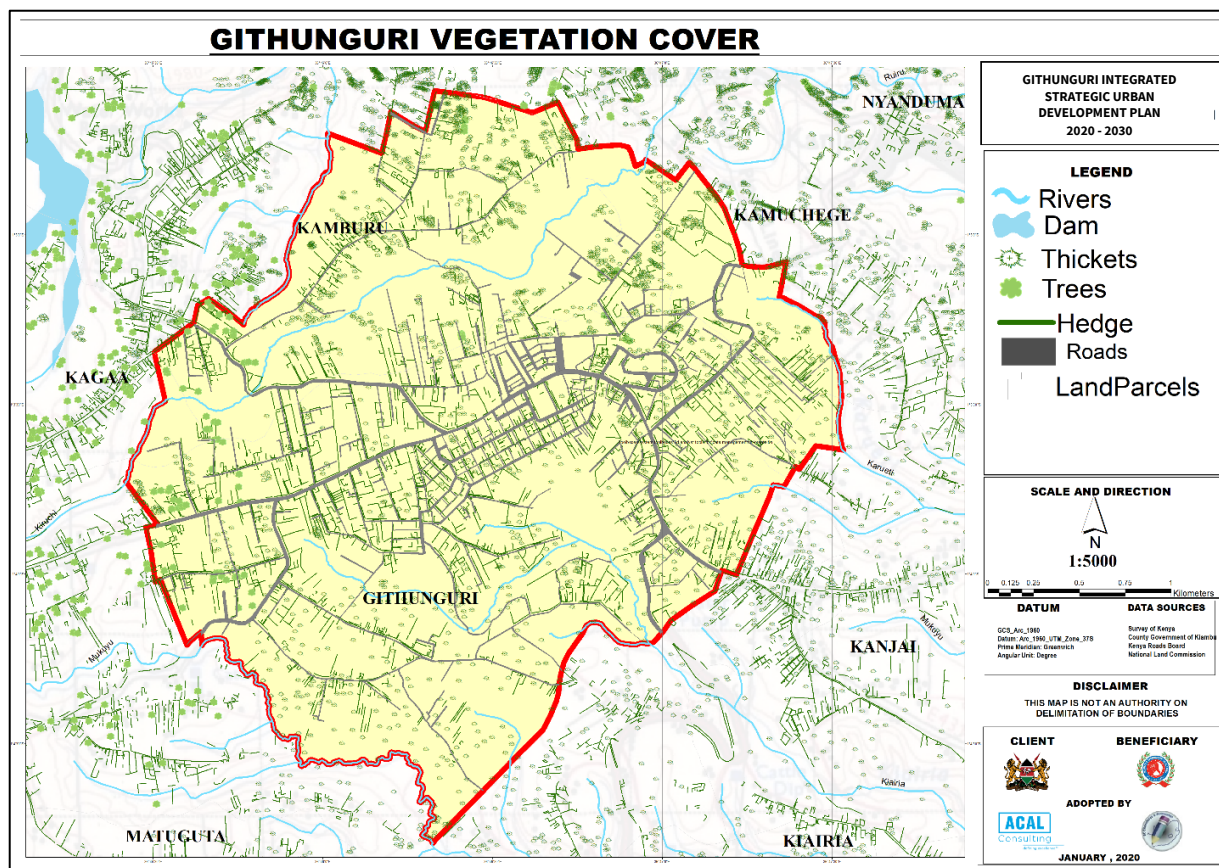 GITHUNGURI VEGETATION COVER
Ruiru
NYANDUMA
KAMUCHEGE
KAMBURU
KAGAA
Karueti
Kiruchi
GITHUNGURI
Mukuyu
Mukuyu
KANJAI
Kiairia
MATUGUTA
KIAIRIA
GITHUNGURI INTEGRATED
STRATEGIC URBAN
DEVELOPMENT PLAN
2020 - 2030
LEGEND
Rivers
Dam
Thickets
Trees
Hedge
Roads
LandParcels
SCALE AND DIRECTION
N
1:5000
0 0.125 0.25 0.5 0.75 1
Kilometers
DATUM
GCS_Arc_1960
Datum: Arc_1960_UTM_Zone_37S
Prime Meridian: Greenwich
Angular Unit: Degree
DATA SOURCES
Survey of Kenya
County Government of Kiambu
Kenya Roads Board
National Land Commission
DISCLAIMER
THIS MAP IS NOT AN AUTHORITY ON
DELIMITATION OF BOUNDARIES
CLIENT
BENEFICIARY
ADOPTED BY
ACAL
Consulting
JANUARY , 2020